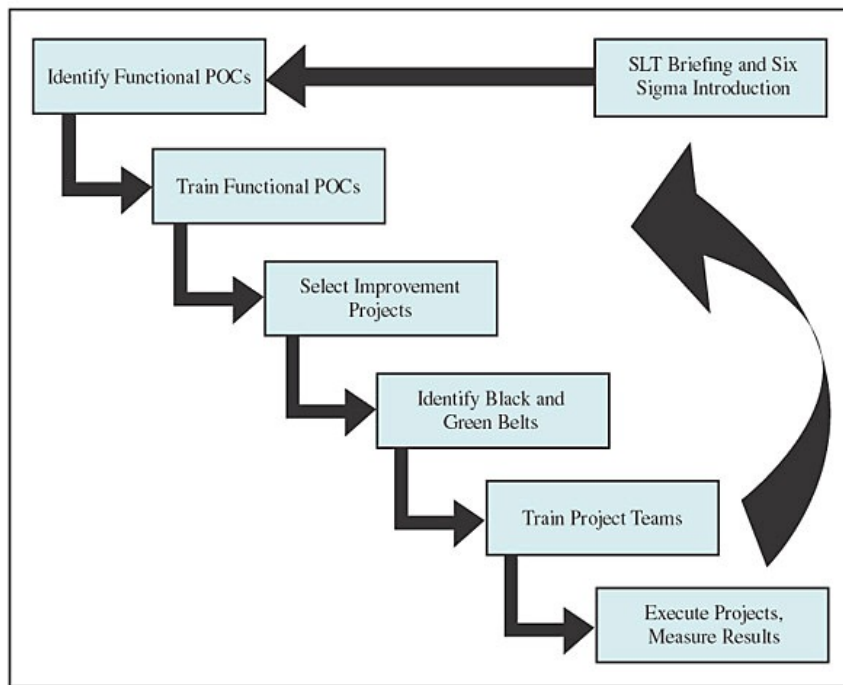 Identify Functional POCs
SLT Briefing and Six
Sigma Introduction
Train Functional POCs
Select Improvement
Projects
Identify Black and
Green Belts
Train Project Teams
Execute Projects,
Measure Results